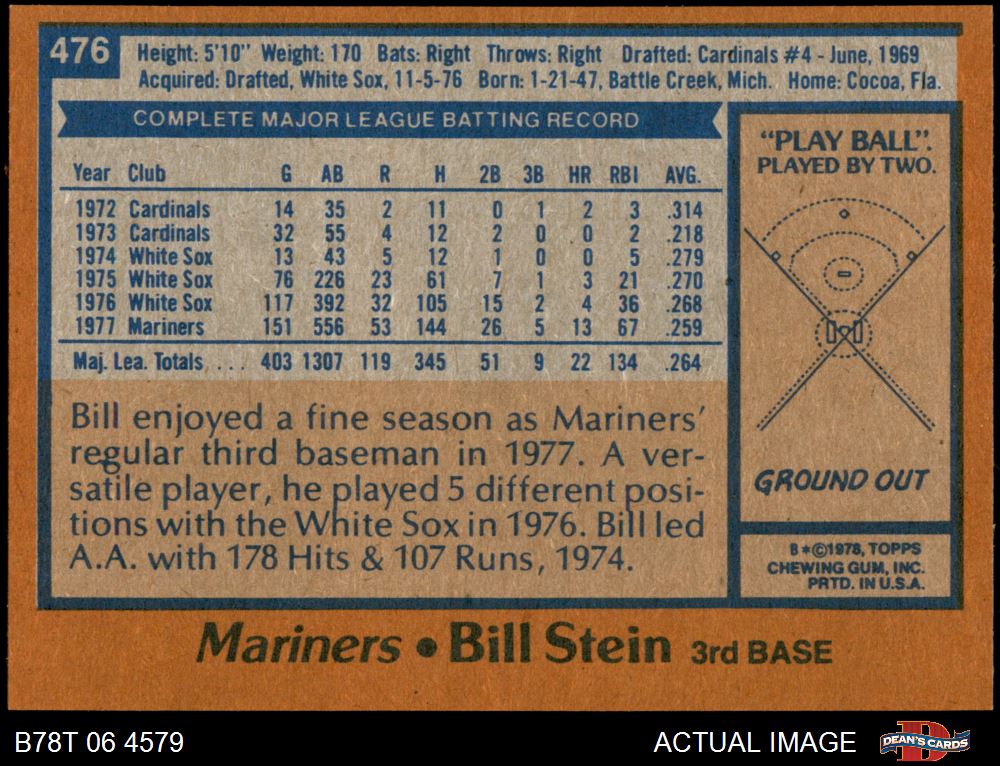 476
Height: 5'10" Weight: 170 Bats: Right Throws: Right Drafted: Cardinals #4 - June, 1969
Acquired: Drafted, White Sox, 11-5-76 Born: 1-21-47, Battle Creek, Mich. Home: Cocoa, Fla.
COMPLETE MAJOR LEAGUE BATTING RECORD
Year Club G AB R H 2B 3B HR RBI AVG.
1972 Cardinals 14 35 2 11 0 1 2 3 .314
1973 Cardinals 32 55 4 12 2 0 0 2 .218
1974 White Sox 13 43 5 12 1 0 0 5 .279
1975 White Sox 76 226 23 61 7 1 3 21 .270
1976 White Sox 117 392 32 105 15 2 4 36 .268
1977 Mariners 151 556 53 144 26 5 13 67 .259
Maj. Lea. Totals . . . 403 1307 119 345 51 9 22 134 .264
Bill enjoyed a fine season as Mariners'
regular third baseman in 1977. A ver-
satile player, he played 5 different posi-
tions with the White Sox in 1976. Bill led
A.A. with 178 Hits & 107 Runs, 1974.
"PLAY BALL".
PLAYED BY TWO.
GROUND OUT
B*©1978, TOPPS
CHEWING GUM, INC.
PRTD. IN U.S.A.
Mariners • Bill Stein 3rd BASE
B78T 06 4579
ACTUAL IMAGE
D
DEAN'S CARDS